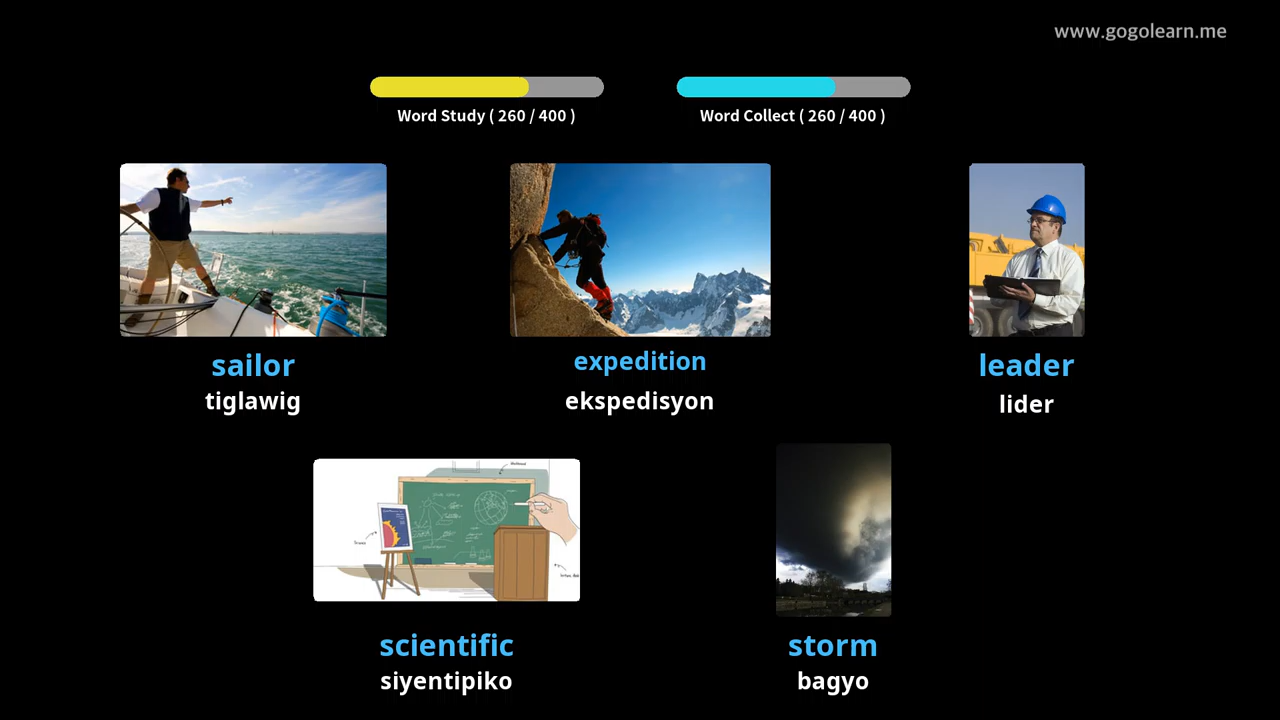 www.gogolearn.me
Word Study ( 260 / 400 )
Word Collect ( 260 / 400 )
sailor
tiglawig
expedition
ekspedisyon
leader
lider
scientific
siyentipiko
storm
bagyo